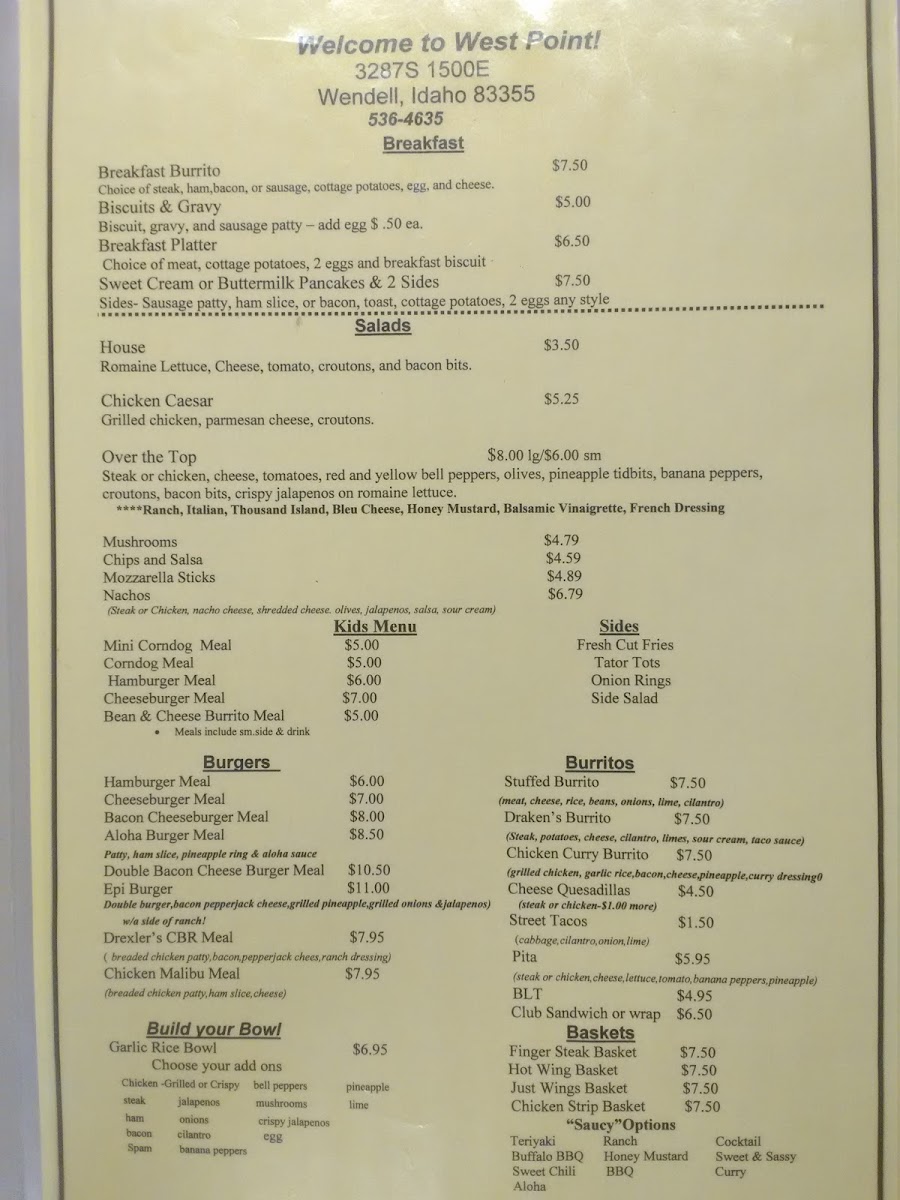 Welcome to West Point!
3287S 1500E
Wendell, Idaho 83355
536-4635
Breakfast
Breakfast Burrito $7.50
Choice of steak, ham,bacon, or sausage, cottage potatoes, egg, and cheese.
Biscuits & Gravy $5.00
Biscuit, gravy, and sausage patty – add egg $ .50 ea.
Breakfast Platter $6.50
Choice of meat, cottage potatoes, 2 eggs and breakfast biscuit
Sweet Cream or Buttermilk Pancakes & 2 Sides $7.50
Sides- Sausage patty, ham slice, or bacon, toast, cottage potatoes, 2 eggs any style
Salads
House $3.50
Romaine Lettuce, Cheese, tomato, croutons, and bacon bits.
Chicken Caesar $5.25
Grilled chicken, parmesan cheese, croutons.
Over the Top $8.00 lg/$6.00 sm
Steak or chicken, cheese, tomatoes, red and yellow bell peppers, olives, pineapple tidbits, banana peppers,
croutons, bacon bits, crispy jalapenos on romaine lettuce.
****Ranch, Italian, Thousand Island, Bleu Cheese, Honey Mustard, Balsamic Vinaigrette, French Dressing
Mushrooms $4.79
Chips and Salsa $4.59
Mozzarella Sticks $4.89
Nachos $6.79
(Steak or Chicken, nacho cheese, shredded cheese. olives, jalapenos, salsa, sour cream)
Kids Menu
Mini Corndog Meal $5.00
Corndog Meal $5.00
Hamburger Meal $6.00
Cheeseburger Meal $7.00
Bean & Cheese Burrito Meal $5.00
• Meals include sm.side & drink
Sides
Fresh Cut Fries
Tator Tots
Onion Rings
Side Salad
Burgers
Hamburger Meal $6.00
Cheeseburger Meal $7.00
Bacon Cheeseburger Meal $8.00
Aloha Burger Meal $8.50
Patty, ham slice, pineapple ring & aloha sauce
Double Bacon Cheese Burger Meal $10.50
Epi Burger $11.00
Double burger,bacon pepperjack cheese,grilled pineapple,grilled onions &jalapenos)
w/a side of ranch!
Drexler's CBR Meal $7.95
( breaded chicken patty,bacon,pepperjack chees,ranch dressing)
Chicken Malibu Meal $7.95
(breaded chicken patty,ham slice,cheese)
Burritos
Stuffed Burrito $7.50
(meat, cheese, rice, beans, onions, lime, cilantro)
Draken's Burrito $7.50
(Steak, potatoes, cheese, cilantro, limes, sour cream, taco sauce)
Chicken Curry Burrito $7.50
(grilled chicken, garlic rice,bacon,cheese,pineapple,curry dressing0
Cheese Quesadillas $4.50
(steak or chicken-$1.00 more)
Street Tacos $1.50
(cabbage,cilantro,onion,lime)
Pita $5.95
(steak or chicken,cheese,lettuce,tomato,banana peppers,pineapple)
BLT $4.95
Club Sandwich or wrap $6.50
Build your Bowl
Garlic Rice Bowl $6.95
Choose your add ons
Chicken -Grilled or Crispy bell peppers pineapple
steak jalapenos mushrooms lime
ham onions crispy jalapenos
bacon cilantro egg
Spam banana peppers
Baskets
Finger Steak Basket $7.50
Hot Wing Basket $7.50
Just Wings Basket $7.50
Chicken Strip Basket $7.50
"Saucy"Options
Teriyaki Ranch Cocktail
Buffalo BBQ Honey Mustard Sweet & Sassy
Sweet Chili BBQ Curry
Aloha